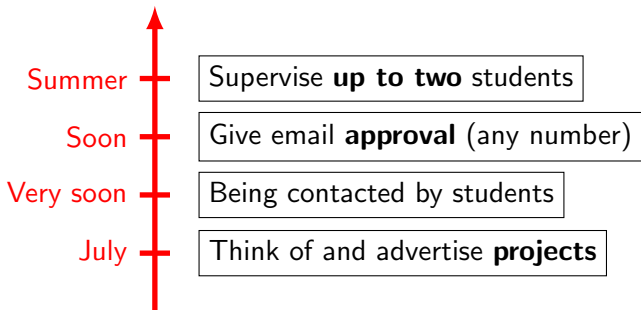 Summer Supervise up to two students
Soon Give email approval (any number)
Very soon Being contacted by students
July Think of and advertise projects